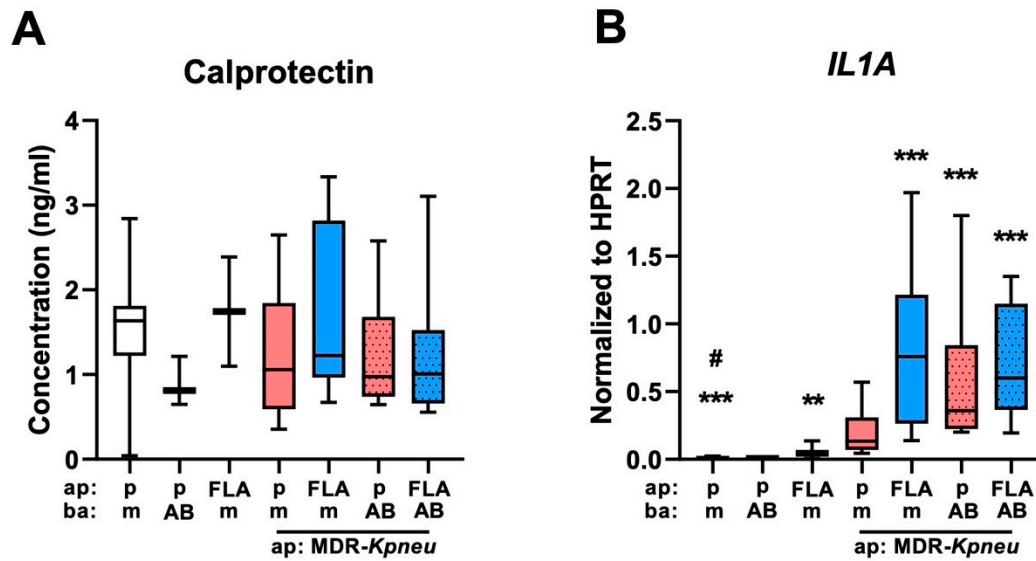 A
Calprotectin
Concentration (ng/ml)
4
3
2
1
0
ap: p p FLA p FLA p FLA
ba: m AB m m m AB AB
ap: MDR-Kpneu
B
IL1A
Normalized to HPRT
2.5
2.0
1.5
1.0
0.5
0.0
#
***
**
***
***
***
ap: p p FLA p FLA p FLA
ba: m AB m m m AB AB
ap: MDR-Kpneu